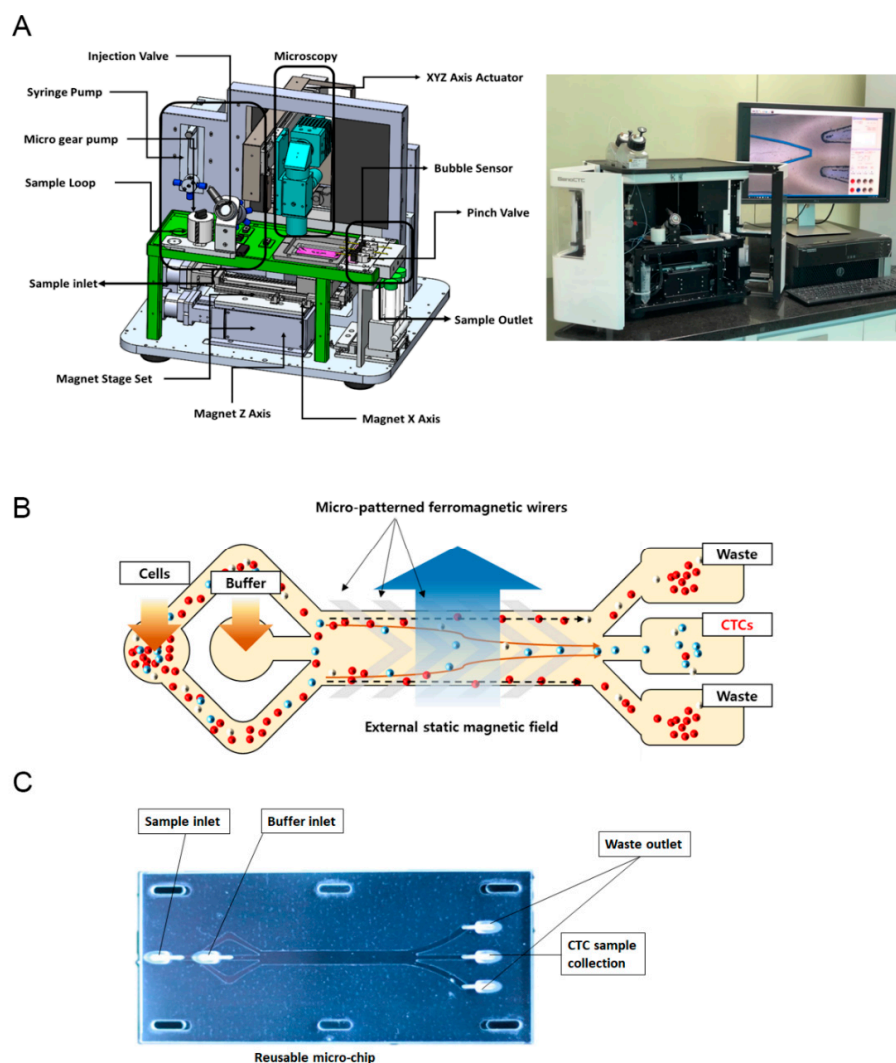 A
Injection Valve
Microscopy
XYZ Axis Actuator
Syringe Pump
Micro gear pump
Bubble Sensor
Sample Loop
Pinch Valve
Sample inlet
Sample Outlet
Magnet Stage Set
Magnet Z Axis
Magnet X Axis
B
Micro-patterned ferromagnetic wirers
Cells
Buffer
Waste
CTCs
Waste
External static magnetic field
C
Sample inlet
Buffer inlet
Waste outlet
CTC sample
collection
Reusable micro-chip